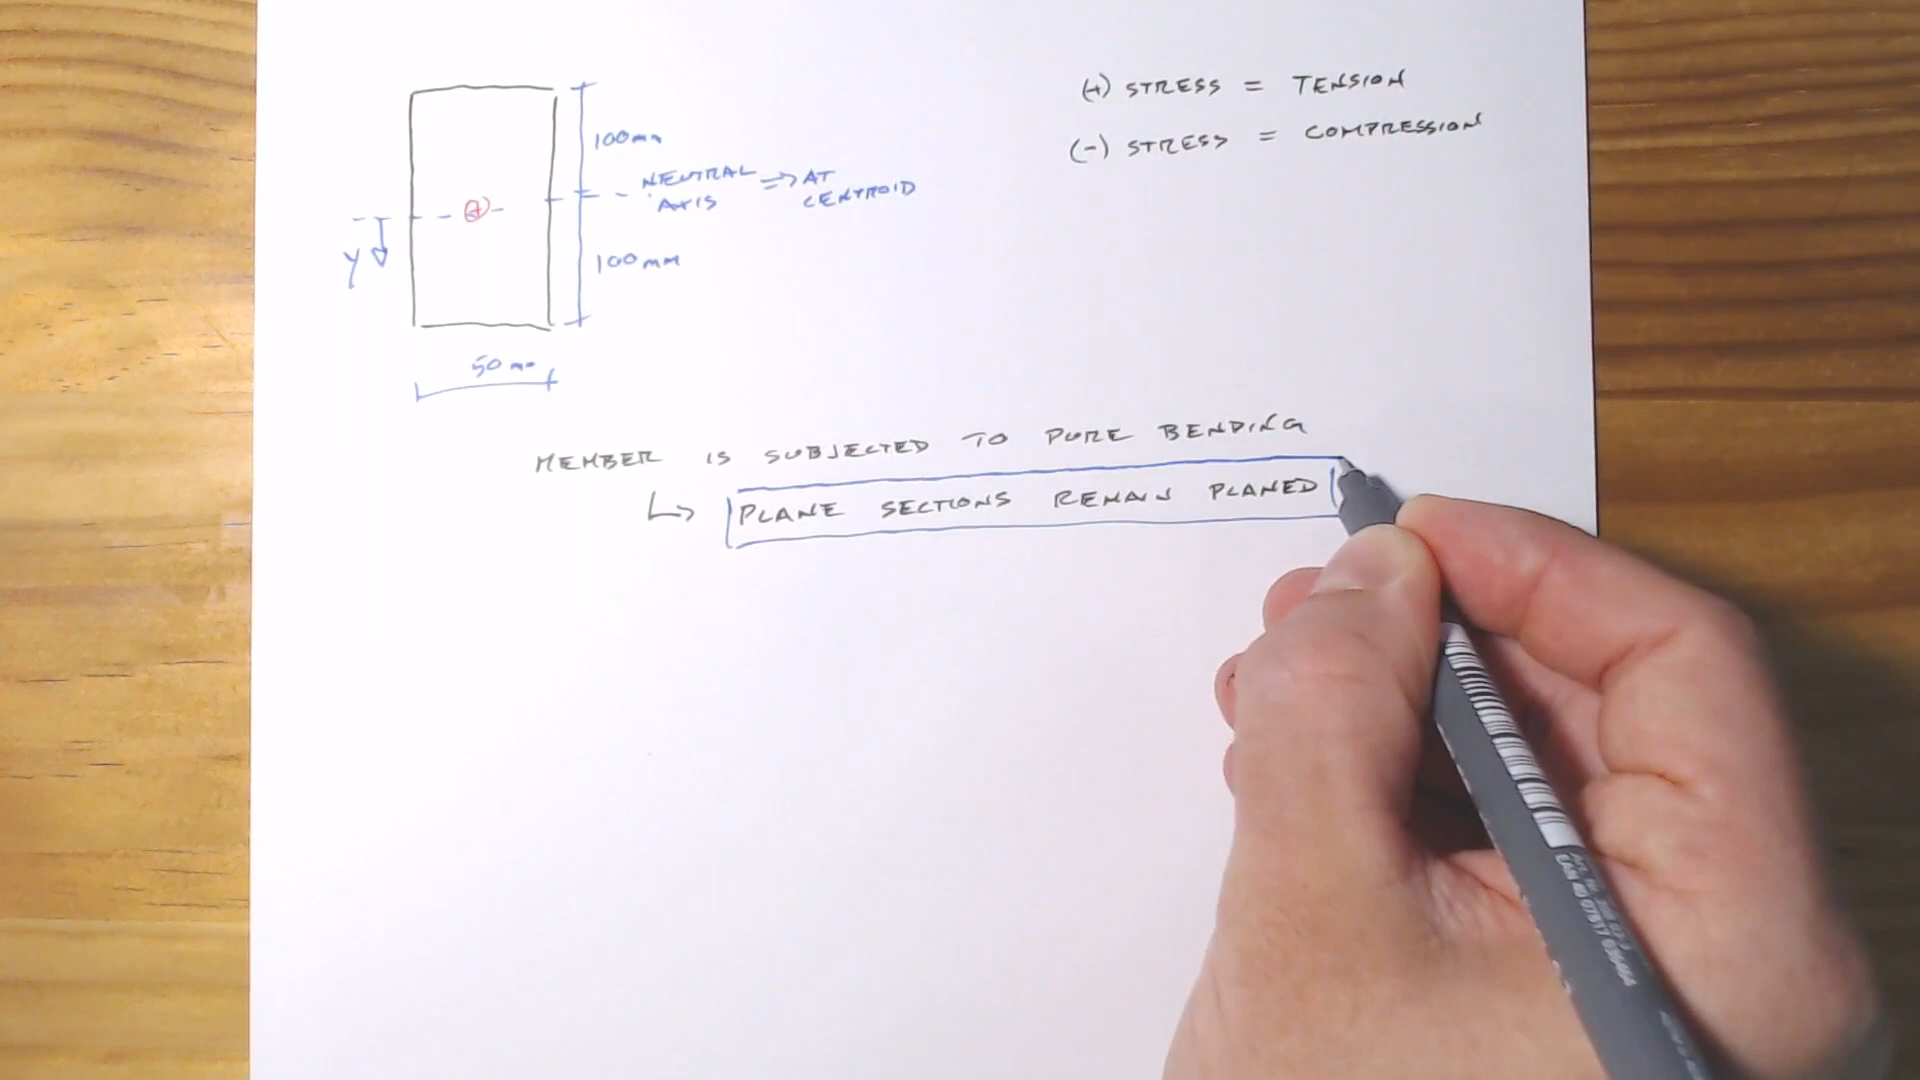 100mm
NEUTRAL
AXIS
⇒ AT
CENTROID
y
100mm
50mm
(+) STRESS = TENSION
(-) STRESS = COMPRESSION
MEMBER IS SUBJECTED TO PURE BENDING
↳ PLANE SECTIONS REMAIN PLANED